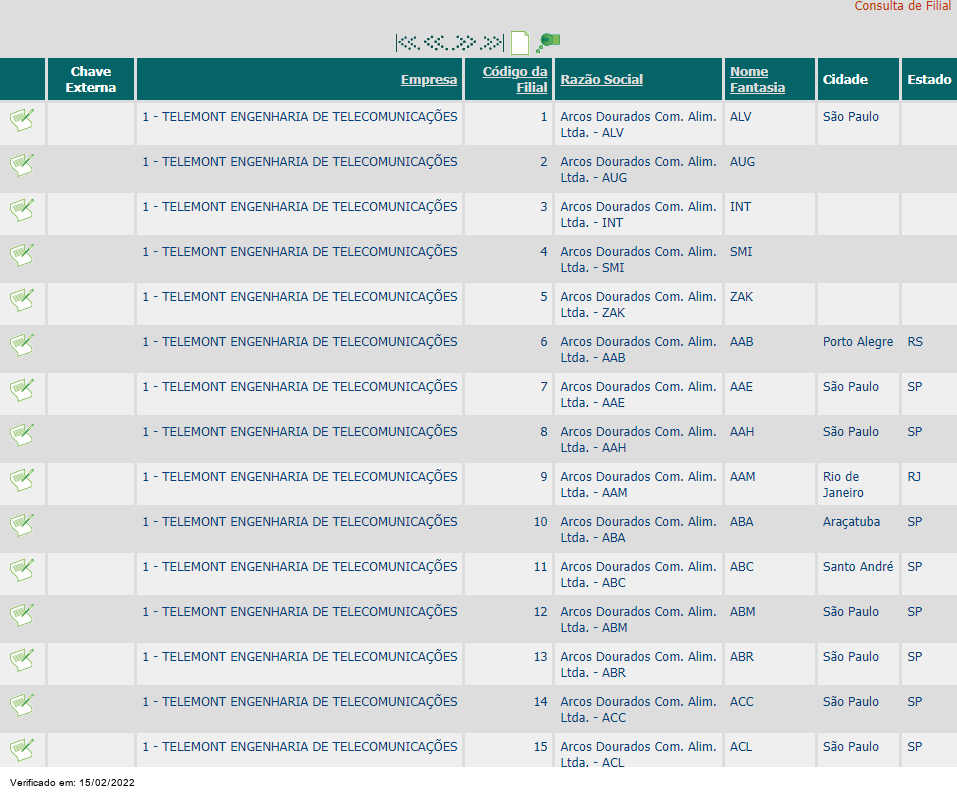 Consulta de Filial
Chave Externa Empresa Código da Filial Razão Social Nome Fantasia Cidade Estado
1 - TELEMONT ENGENHARIA DE TELECOMUNICAÇÕES 1 Arcos Dourados Com. Alim. Ltda. - ALV ALV São Paulo
1 - TELEMONT ENGENHARIA DE TELECOMUNICAÇÕES 2 Arcos Dourados Com. Alim. Ltda. - AUG AUG
1 - TELEMONT ENGENHARIA DE TELECOMUNICAÇÕES 3 Arcos Dourados Com. Alim. Ltda. - INT INT
1 - TELEMONT ENGENHARIA DE TELECOMUNICAÇÕES 4 Arcos Dourados Com. Alim. Ltda. - SMI SMI
1 - TELEMONT ENGENHARIA DE TELECOMUNICAÇÕES 5 Arcos Dourados Com. Alim. Ltda. - ZAK ZAK
1 - TELEMONT ENGENHARIA DE TELECOMUNICAÇÕES 6 Arcos Dourados Com. Alim. Ltda. - AAB AAB Porto Alegre RS
1 - TELEMONT ENGENHARIA DE TELECOMUNICAÇÕES 7 Arcos Dourados Com. Alim. Ltda. - AAE AAE São Paulo SP
1 - TELEMONT ENGENHARIA DE TELECOMUNICAÇÕES 8 Arcos Dourados Com. Alim. Ltda. - AAH AAH São Paulo SP
1 - TELEMONT ENGENHARIA DE TELECOMUNICAÇÕES 9 Arcos Dourados Com. Alim. Ltda. - AAM AAM Rio de Janeiro RJ
1 - TELEMONT ENGENHARIA DE TELECOMUNICAÇÕES 10 Arcos Dourados Com. Alim. Ltda. - ABA ABA Araçatuba SP
1 - TELEMONT ENGENHARIA DE TELECOMUNICAÇÕES 11 Arcos Dourados Com. Alim. Ltda. - ABC ABC Santo André SP
1 - TELEMONT ENGENHARIA DE TELECOMUNICAÇÕES 12 Arcos Dourados Com. Alim. Ltda. - ABM ABM São Paulo SP
1 - TELEMONT ENGENHARIA DE TELECOMUNICAÇÕES 13 Arcos Dourados Com. Alim. Ltda. - ABR ABR São Paulo SP
1 - TELEMONT ENGENHARIA DE TELECOMUNICAÇÕES 14 Arcos Dourados Com. Alim. Ltda. - ACC ACC São Paulo SP
1 - TELEMONT ENGENHARIA DE TELECOMUNICAÇÕES 15 Arcos Dourados Com. Alim. Ltda. - ACL ACL São Paulo SP
Verificado em: 15/02/2022